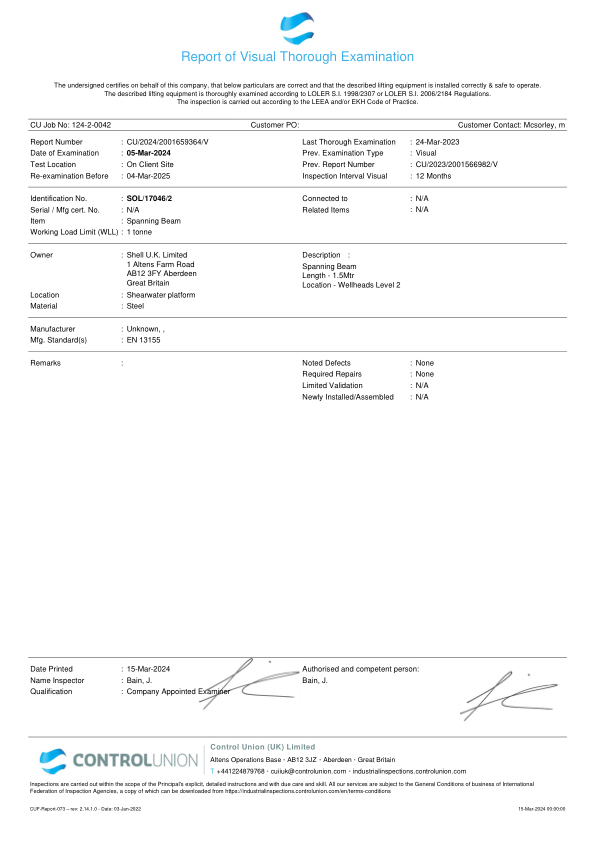 Report of Visual Thorough Examination
The undersigned certifies on behalf of this company, that below particulars are correct and that the described lifting equipment is installed correctly & safe to operate.
The described lifting equipment is thoroughly examined according to LOLER S.I. 1998/2307 or LOLER S.I. 2006/2184 Regulations.
The inspection is carried out according to the LEEA and/or EKH Code of Practice.
CU Job No: 124-2-0042 Customer PO: Customer Contact: Mcsorley, m
Report Number : CU/2024/2001659364/V Last Thorough Examination : 24-Mar-2023
Date of Examination : 05-Mar-2024 Prev. Examination Type : Visual
Test Location : On Client Site Prev. Report Number : CU/2023/2001566982/V
Re-examination Before : 04-Mar-2025 Inspection Interval Visual : 12 Months
Identification No. : SOL/17046/2 Connected to : N/A
Serial / Mfg cert. No. : N/A Related Items : N/A
Item : Spanning Beam
Working Load Limit (WLL) : 1 tonne
Owner : Shell U.K. Limited Description :
1 Altens Farm Road Spanning Beam
AB12 3FY Aberdeen Length - 1.5Mtr
Great Britain Location - Wellheads Level 2
Location : Shearwater platform
Material : Steel
Manufacturer : Unknown, ,
Mfg. Standard(s) : EN 13155
Remarks : Noted Defects : None
Required Repairs : None
Limited Validation : N/A
Newly Installed/Assembled : N/A
Date Printed : 15-Mar-2024 Authorised and competent person:
Name Inspector : Bain, J. Bain, J.
Qualification : Company Appointed Examiner
CONTROLUNION
Control Union (UK) Limited
Altens Operations Base · AB12 3JZ · Aberdeen · Great Britain
T +441224879768 · cuiiuk@controlunion.com · industrialinspections.controlunion.com
Inspections are carried out within the scope of the Principal's explicit, detailed instructions and with due care and skill. All our services are subject to the General Conditions of business of International
Federation of Inspection Agencies, a copy of which can be downloaded from https://industrialinspections.controlunion.com/en/terms-conditions
CUF-Report-073 – rev: 2.14.1.0 - Date: 03-Jun-2022 15-Mar-2024 00:00:00